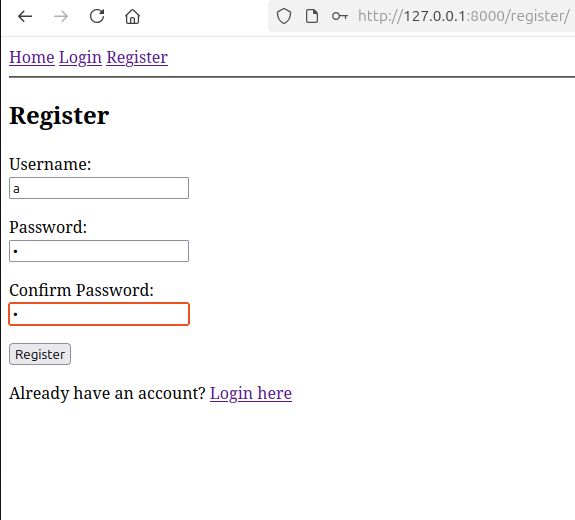 http://127.0.0.1:8000/register/
Home Login Register
Register
Username:
a
Password:
•
Confirm Password:
•
Register
Already have an account? Login here